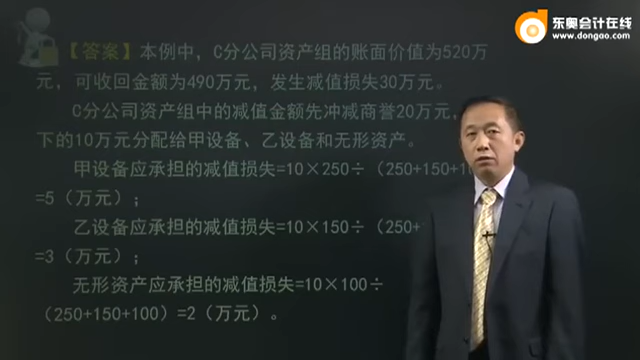 东奥会计在线
www.dongao.com
【答案】本例中，C分公司资产组的账面价值为520万
元，可收回金额为490万元，发生减值损失30万元。
C分公司资产组中的减值金额先冲减商誉20万元，
下的10万元分配给甲设备、乙设备和无形资产。
甲设备应承担的减值损失=10×250÷（250+150+1
=5（万元）；
乙设备应承担的减值损失=10×150÷（250+
=3（万元）；
无形资产应承担的减值损失=10×100÷
（250+150+100）=2（万元）。